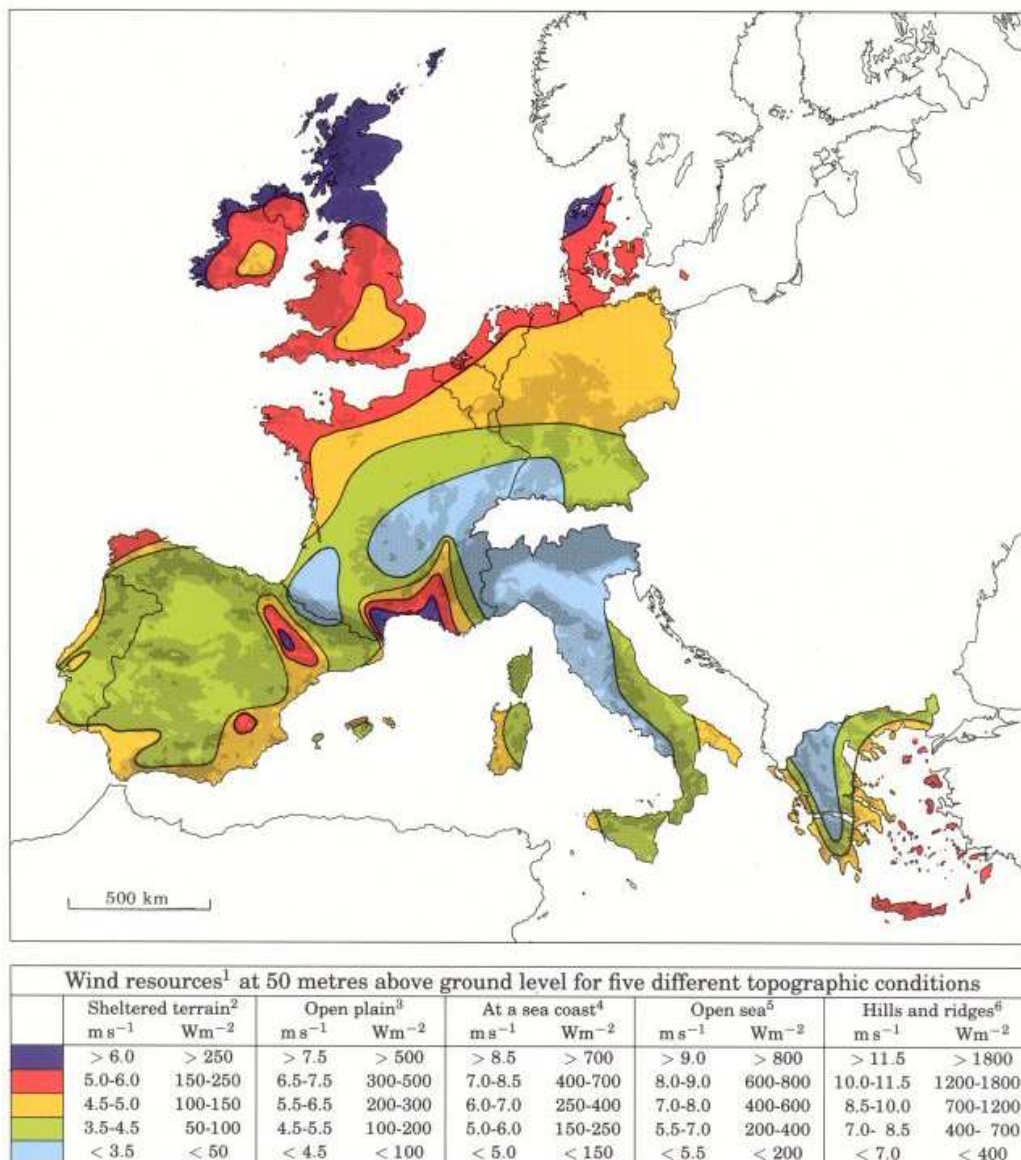 500 km
Wind resources¹ at 50 metres above ground level for five different topographic conditions
Sheltered terrain² Open plain³ At a sea coast⁴ Open sea⁵ Hills and ridges⁶
m s⁻¹ Wm⁻² m s⁻¹ Wm⁻² m s⁻¹ Wm⁻² m s⁻¹ Wm⁻² m s⁻¹ Wm⁻²
> 6.0 > 250 > 7.5 > 500 > 8.5 > 700 > 9.0 > 800 > 11.5 > 1800
5.0-6.0 150-250 6.5-7.5 300-500 7.0-8.5 400-700 8.0-9.0 600-800 10.0-11.5 1200-1800
4.5-5.0 100-150 5.5-6.5 200-300 6.0-7.0 250-400 7.0-8.0 400-600 8.5-10.0 700-1200
3.5-4.5 50-100 4.5-5.5 100-200 5.0-6.0 150-250 5.5-7.0 200-400 7.0- 8.5 400- 700
< 3.5 < 50 < 4.5 < 100 < 5.0 < 150 < 5.5 < 200 < 7.0 < 400